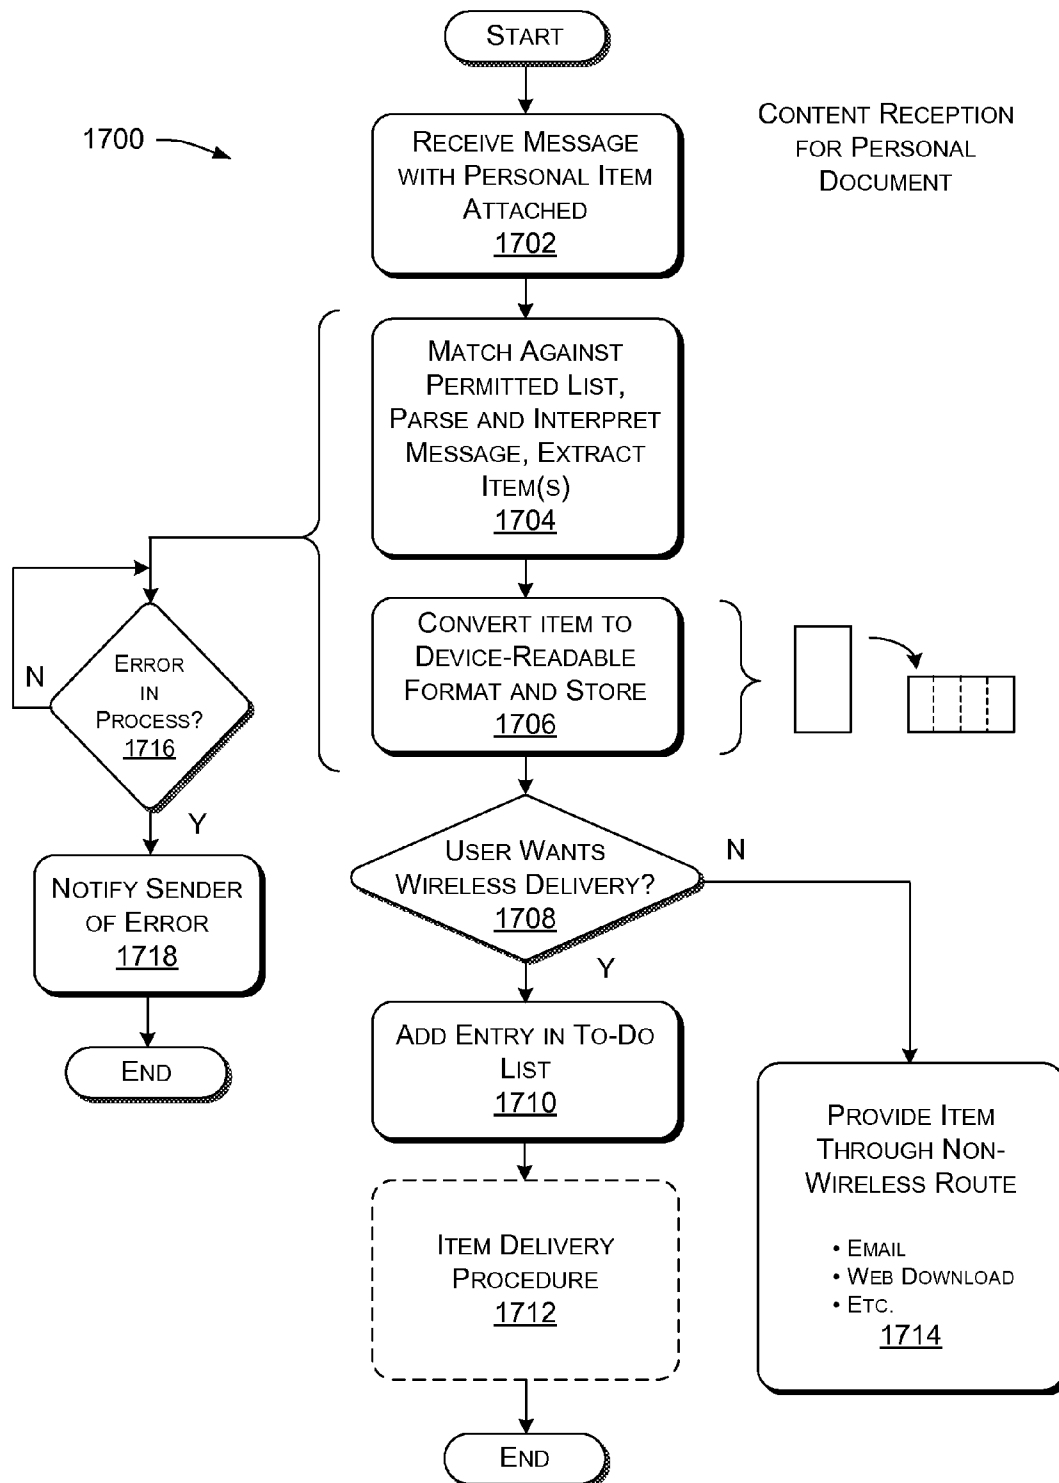 START
1700
CONTENT RECEPTION
FOR PERSONAL
DOCUMENT
RECEIVE MESSAGE
WITH PERSONAL ITEM
ATTACHED
1702
MATCH AGAINST
PERMITTED LIST,
PARSE AND INTERPRET
MESSAGE, EXTRACT
ITEM(S)
1704
CONVERT ITEM TO
DEVICE-READABLE
FORMAT AND STORE
1706
ERROR
IN
PROCESS?
1716
N
Y
NOTIFY SENDER
OF ERROR
1718
END
USER WANTS
WIRELESS DELIVERY?
1708
N
Y
ADD ENTRY IN TO-DO
LIST
1710
ITEM DELIVERY
PROCEDURE
1712
END
PROVIDE ITEM
THROUGH NON-
WIRELESS ROUTE
• EMAIL
• WEB DOWNLOAD
• ETC.
1714